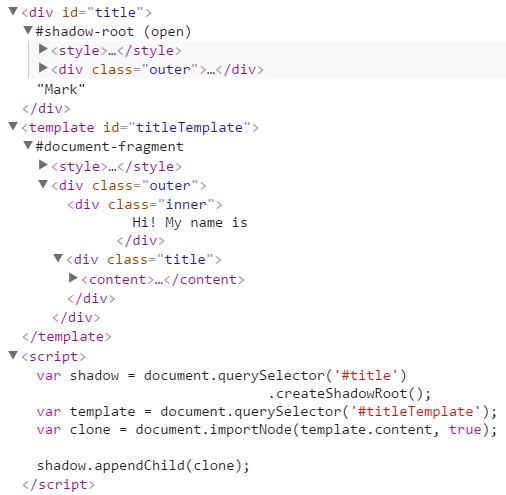 ▼<div id="title">
▼#shadow-root (open)
▶<style>…</style>
▶<div class="outer">…</div>
"Mark"
</div>
▼<template id="titleTemplate">
▼#document-fragment
▶<style>…</style>
▼<div class="outer">
<div class="inner">
Hi! My name is
</div>
▼<div class="title">
▶<content>…</content>
</div>
</div>
</template>
▼<script>
var shadow = document.querySelector('#title')
.createShadowRoot();
var template = document.querySelector('#titleTemplate');
var clone = document.importNode(template.content, true);
shadow.appendChild(clone);
</script>